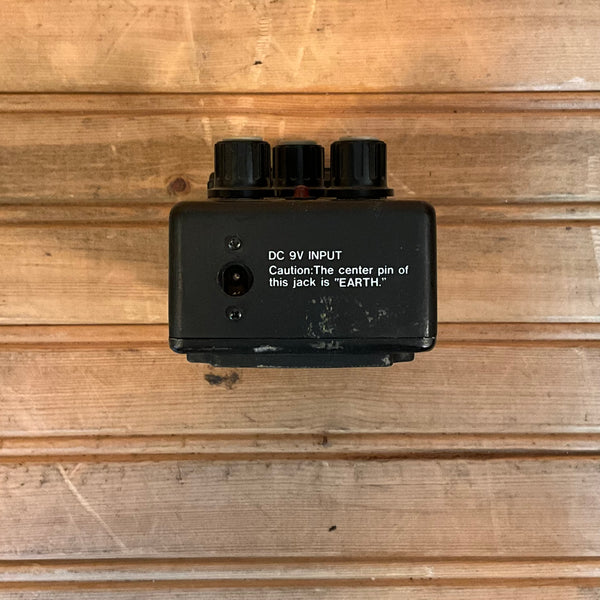 DC 9V INPUT
Caution:The center pin of
this jack is "EARTH."